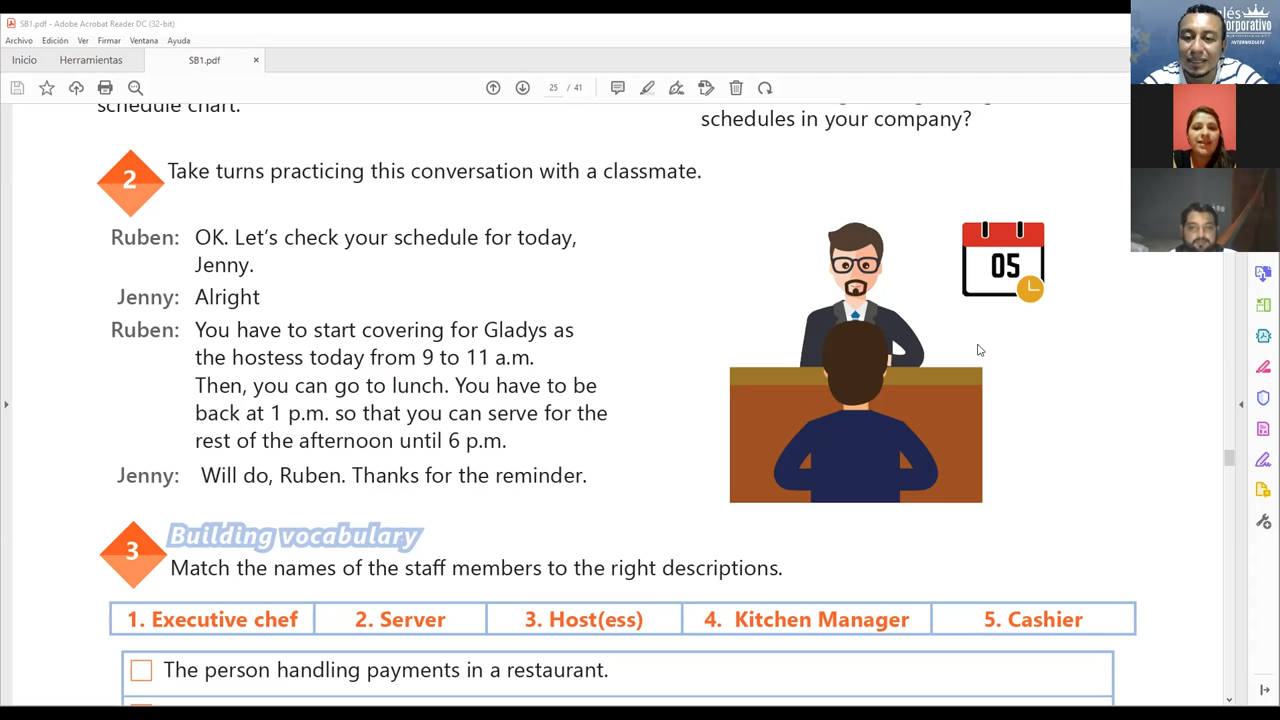 SB1.pdf - Adobe Acrobat Reader DC (32-bit)
Archivo Edición Ver Firmar Ventana Ayuda
Inicio Herramientas SB1.pdf ×
25 / 41
schedule chart.
schedules in your company?
2 Take turns practicing this conversation with a classmate.
Ruben: OK. Let's check your schedule for today,
Jenny.
Jenny: Alright
Ruben: You have to start covering for Gladys as
the hostess today from 9 to 11 a.m.
Then, you can go to lunch. You have to be
back at 1 p.m. so that you can serve for the
rest of the afternoon until 6 p.m.
Jenny: Will do, Ruben. Thanks for the reminder.
05
3 Building vocabulary
Match the names of the staff members to the right descriptions.
1. Executive chef 2. Server 3. Host(ess) 4. Kitchen Manager 5. Cashier
The person handling payments in a restaurant.
glés
orporativo
INTERMEDIATE